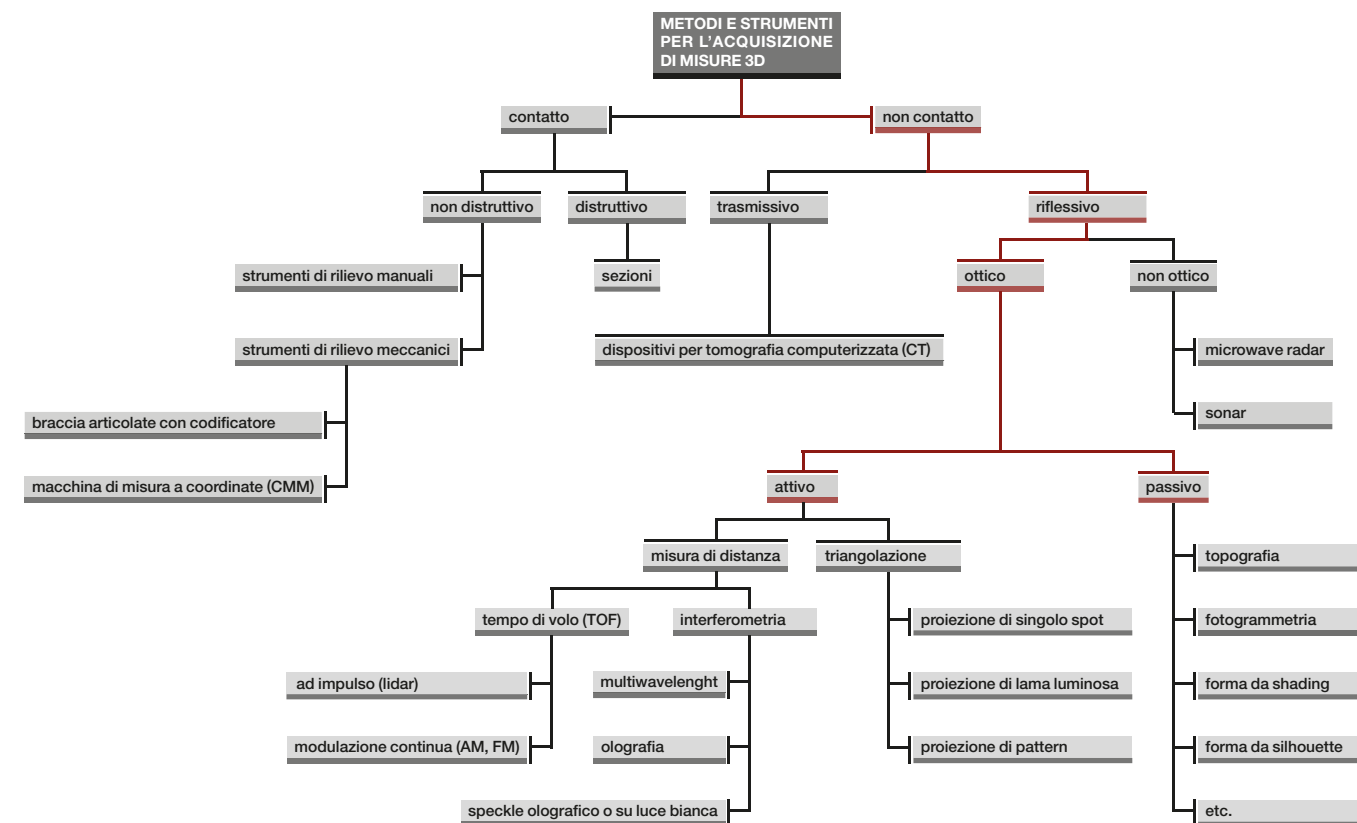 METODI E STRUMENTI
PER L'ACQUISIZIONE
DI MISURE 3D
contatto
non contatto
non distruttivo
distruttivo
trasmissivo
riflessivo
strumenti di rilievo manuali
sezioni
ottico
non ottico
strumenti di rilievo meccanici
dispositivi per tomografia computerizzata (CT)
microwave radar
sonar
braccia articolate con codificatore
macchina di misura a coordinate (CMM)
attivo
passivo
misura di distanza
triangolazione
topografia
tempo di volo (TOF)
interferometria
proiezione di singolo spot
fotogrammetria
ad impulso (lidar)
multiwavelenght
proiezione di lama luminosa
forma da shading
modulazione continua (AM, FM)
olografia
proiezione di pattern
forma da silhouette
speckle olografico o su luce bianca
etc.